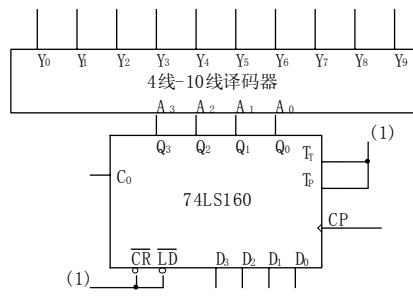 Y0 Y1 Y2 Y3 Y4 Y5 Y6 Y7 Y8 Y9
4线-10线译码器
A3 A2 A1 A0
Q3 Q2 Q1 Q0 TT (1)
C0 TP
74LS160
CP
CR LD D3 D2 D1 D0
(1)